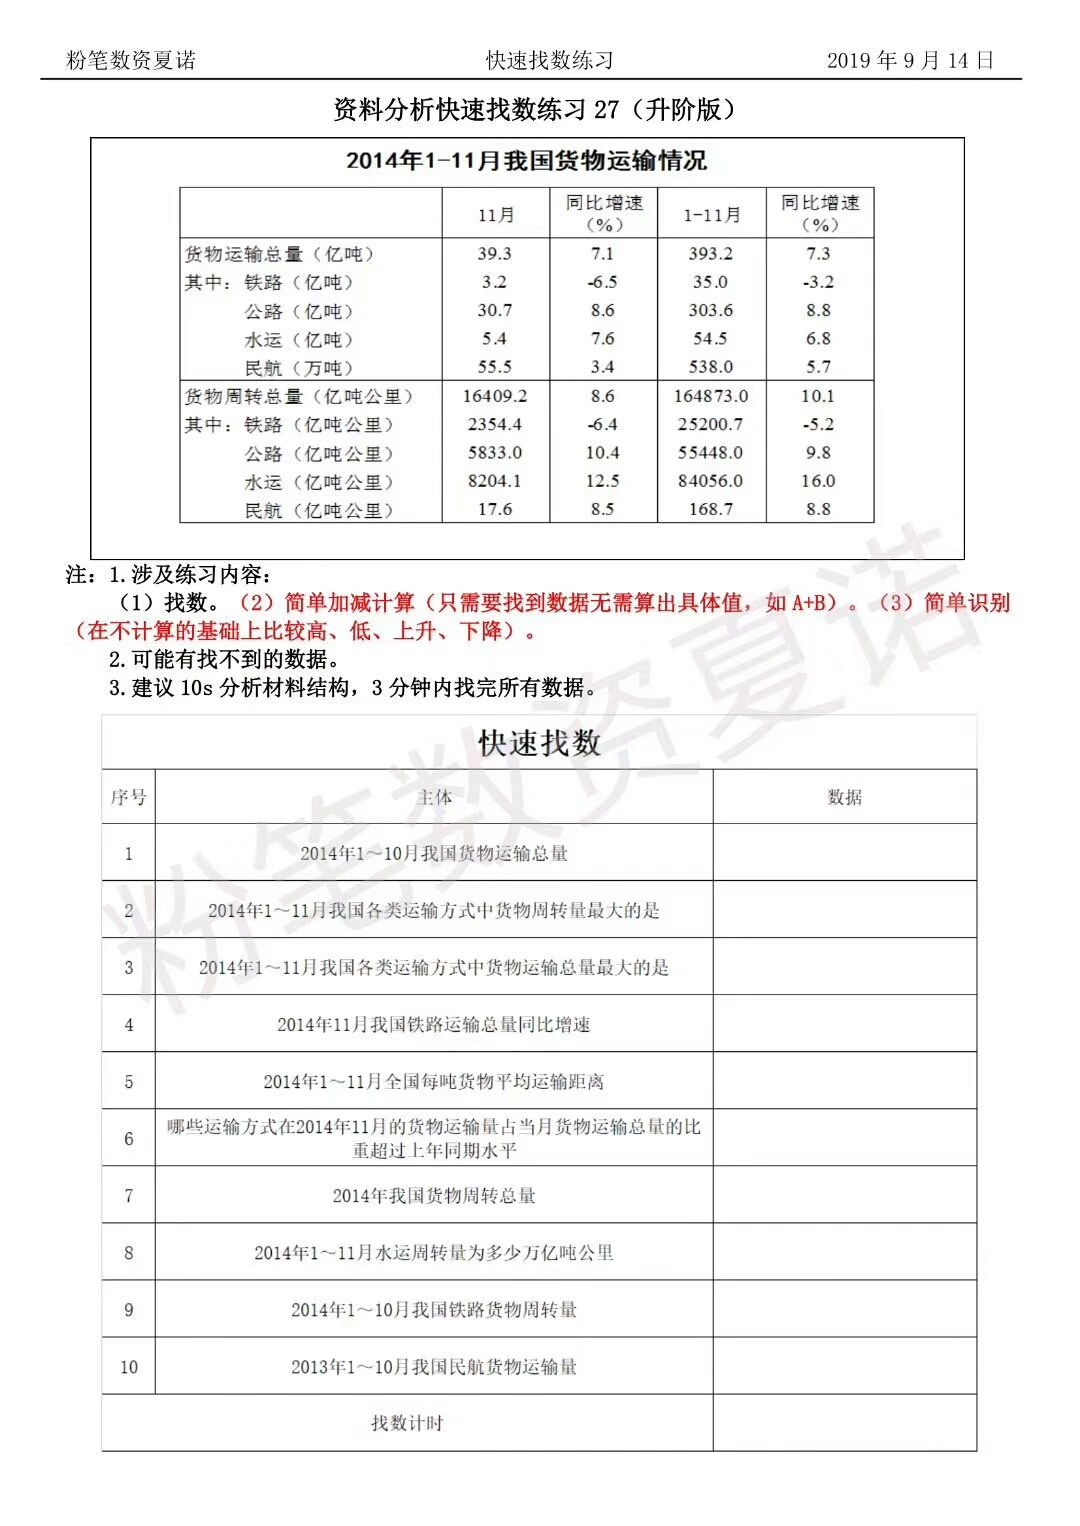 粉笔数资夏诺 快速找数练习 2019 年 9 月 14 日
资料分析快速找数练习 27（升阶版）
2014年1-11月我国货物运输情况
11月 同比增速（%） 1-11月 同比增速（%）
货物运输总量（亿吨） 39.3 7.1 393.2 7.3
其中：铁路（亿吨） 3.2 -6.5 35.0 -3.2
公路（亿吨） 30.7 8.6 303.6 8.8
水运（亿吨） 5.4 7.6 54.5 6.8
民航（万吨） 55.5 3.4 538.0 5.7
货物周转总量（亿吨公里） 16409.2 8.6 164873.0 10.1
其中：铁路（亿吨公里） 2354.4 -6.4 25200.7 -5.2
公路（亿吨公里） 5833.0 10.4 55448.0 9.8
水运（亿吨公里） 8204.1 12.5 84056.0 16.0
民航（亿吨公里） 17.6 8.5 168.7 8.8
注：1.涉及练习内容：
（1）找数。（2）简单加减计算（只需要找到数据无需算出具体值，如 A+B）。（3）简单识别
（在不计算的基础上比较高、低、上升、下降）。
2.可能有找不到的数据。
3.建议 10s 分析材料结构，3 分钟内找完所有数据。
快速找数
序号 主体 数据
1 2014年1～10月我国货物运输总量
2 2014年1～11月我国各类运输方式中货物周转量最大的是
3 2014年1～11月我国各类运输方式中货物运输总量最大的是
4 2014年11月我国铁路运输总量同比增速
5 2014年1～11月全国每吨货物平均运输距离
6 哪些运输方式在2014年11月的货物运输量占当月货物运输总量的比
重超过上年同期水平
7 2014年我国货物周转总量
8 2014年1～11月水运周转量为多少万亿吨公里
9 2014年1～10月我国铁路货物周转量
10 2013年1～10月我国民航货物运输量
找数计时
粉笔数资夏诺